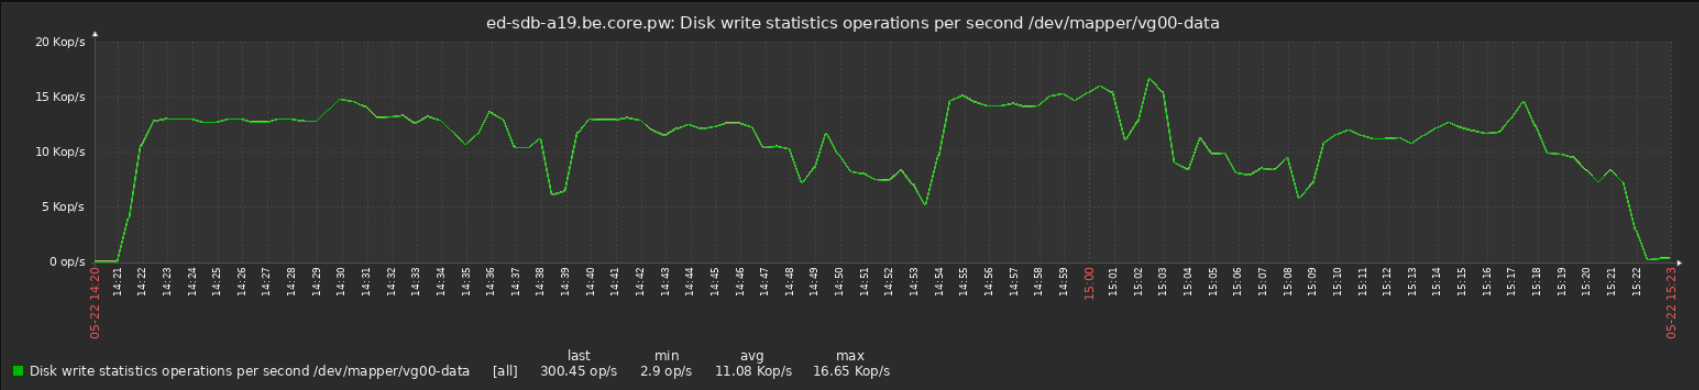 ed-sdb-a19.be.core.pw: Disk write statistics operations per second /dev/mapper/vg00-data
20 Kop/s
15 Kop/s
10 Kop/s
5 Kop/s
0 op/s
05-22 14:20 14:21 14:22 14:23 14:24 14:25 14:26 14:27 14:28 14:29 14:30 14:31 14:32 14:33 14:34 14:35 14:36 14:37 14:38 14:39 14:40 14:41 14:42 14:43 14:44 14:45 14:46 14:47 14:48 14:49 14:50 14:51 14:52 14:53 14:54 14:55 14:56 14:57 14:58 14:59 15:00 15:01 15:02 15:03 15:04 15:05 15:06 15:07 15:08 15:09 15:10 15:11 15:12 15:13 15:14 15:15 15:16 15:17 15:18 15:19 15:20 15:21 15:22 05-22 15:23
last min avg max
Disk write statistics operations per second /dev/mapper/vg00-data [all] 300.45 op/s 2.9 op/s 11.08 Kop/s 16.65 Kop/s